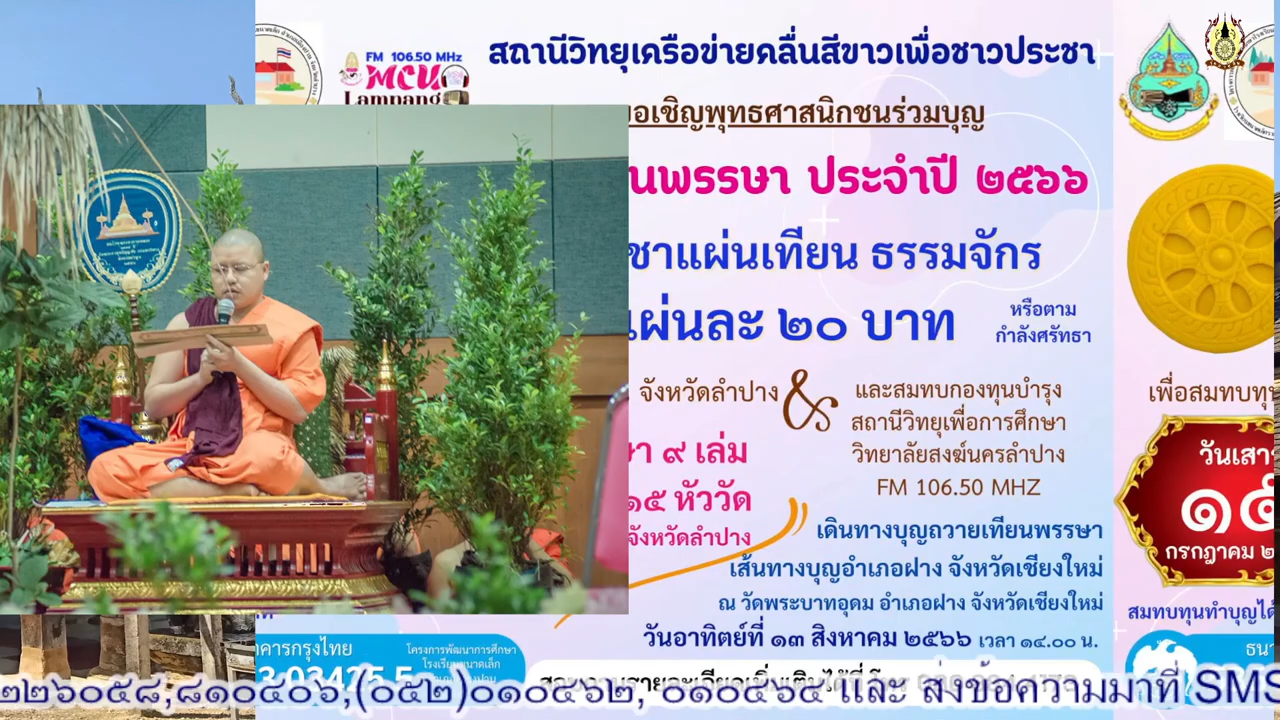 สถานีวิทยุเครือข่ายคลื่นสีขาวเพื่อชาวประชา
FM 106.50 MHz
MCU
Lampang
อเชิญพุทธศาสนิกชนร่วมบุญ
นพรรษา ประจำปี ๒๕๖๖
ชาแผ่นเทียน ธรรมจักร
แผ่นละ ๒๐ บาท
หรือตาม
กำลังศรัทธา
จังหวัดลำปาง
&
และสมทบกองทุนบำรุง
สถานีวิทยุเพื่อการศึกษา
วิทยาลัยสงฆ์นครลำปาง
FM 106.50 MHZ
ษา ๙ เล่ม
๑๕ หัววัด
จังหวัดลำปาง
เดินทางบุญถวายเทียนพรรษา
เส้นทางบุญอำเภอฝาง จังหวัดเชียงใหม่
ณ วัดพระบาทอุดม อำเภอฝาง จังหวัดเชียงใหม่
วันอาทิตย์ที่ ๑๓ สิงหาคม ๒๕๖๖ เวลา ๑๔.๐๐ น.
เพื่อสมทบทุน
วันเสาร์
๑๕
กรกฎาคม ๒
สมทบทุนทำบุญได้
ธนา
าคารกรุงไทย
โครงการพัฒนาการศึกษา
โรงเรียนขนาดเล็ก
๒๒๖๐๕๘,๘๑๐๔๐๖,(๐๕๒)๐๑๐๔๖๒, ๐๑๐๔๖๔ และ ส่งข้อความมาที่ SMS